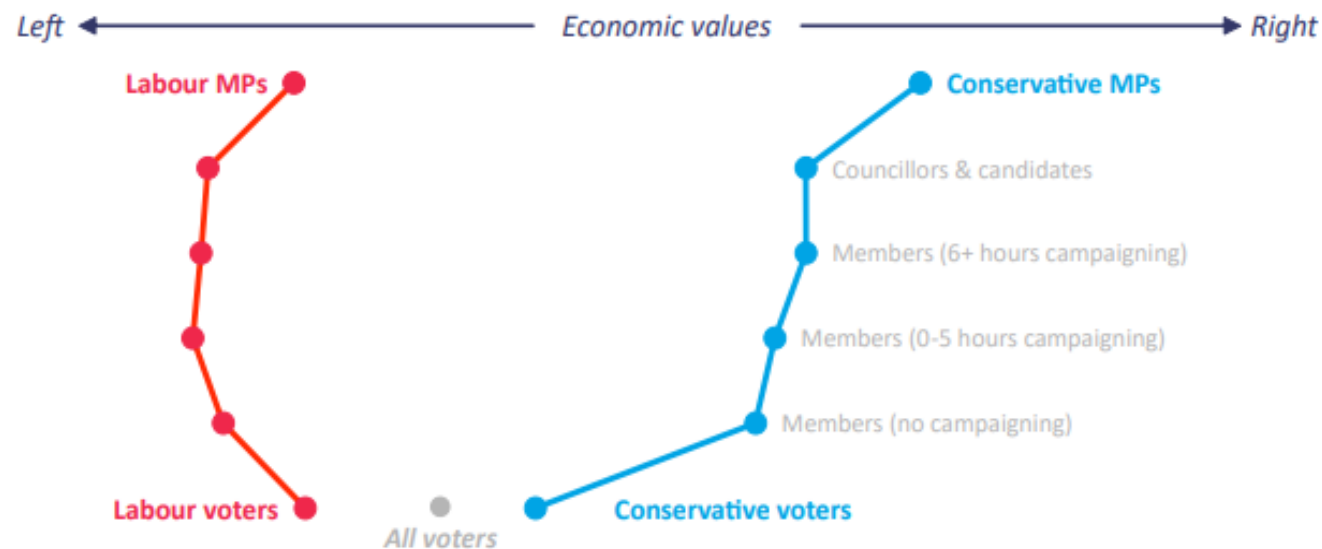 Left Economic values Right
Labour MPs Conservative MPs
Councillors & candidates
Members (6+ hours campaigning)
Members (0-5 hours campaigning)
Members (no campaigning)
Labour voters Conservative voters
All voters